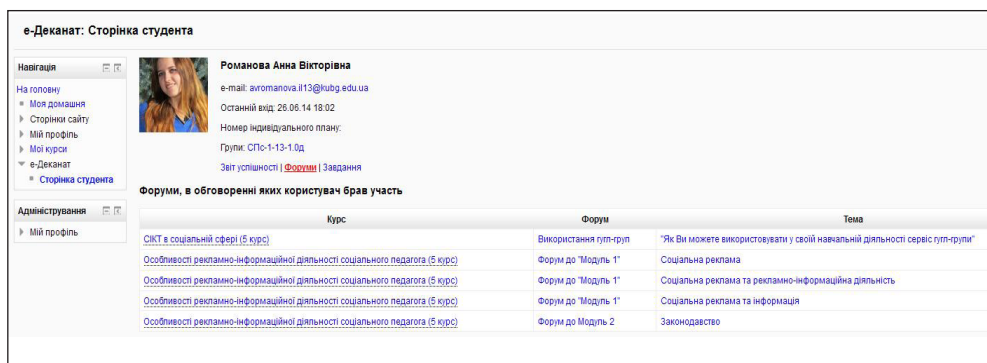 е-Деканат: Сторінка студента
Навігація
На головну
Моя домашня
Сторінки сайту
Мій профіль
Мої курси
е-Деканат
Сторінка студента
Адміністрування
Мій профіль
Романова Анна Вікторівна
e-mail: avromanova.il13@kubg.edu.ua
Останній вхід: 26.06.14 18:02
Номер індивідуального плану:
Групи: СПс-1-13-1.0д
Звіт успішності | Форуми | Завдання
Форуми, в обговоренні яких користувач брав участь
Курс Форум Тема
СІКТ в соціальній сфері (5 курс) Використання гугл-груп "Як Ви можете використовувати у своїй навчальній діяльності сервіс гугл-групи"
Особливості рекламно-інформаційної діяльності соціального педагога (5 курс) Форум до "Модуль 1" Соціальна реклама
Особливості рекламно-інформаційної діяльності соціального педагога (5 курс) Форум до "Модуль 1" Соціальна реклама та рекламно-інформаційна діяльність
Особливості рекламно-інформаційної діяльності соціального педагога (5 курс) Форум до "Модуль 1" Соціальна реклама та інформація
Особливості рекламно-інформаційної діяльності соціального педагога (5 курс) Форум до Модуль 2 Законодавство